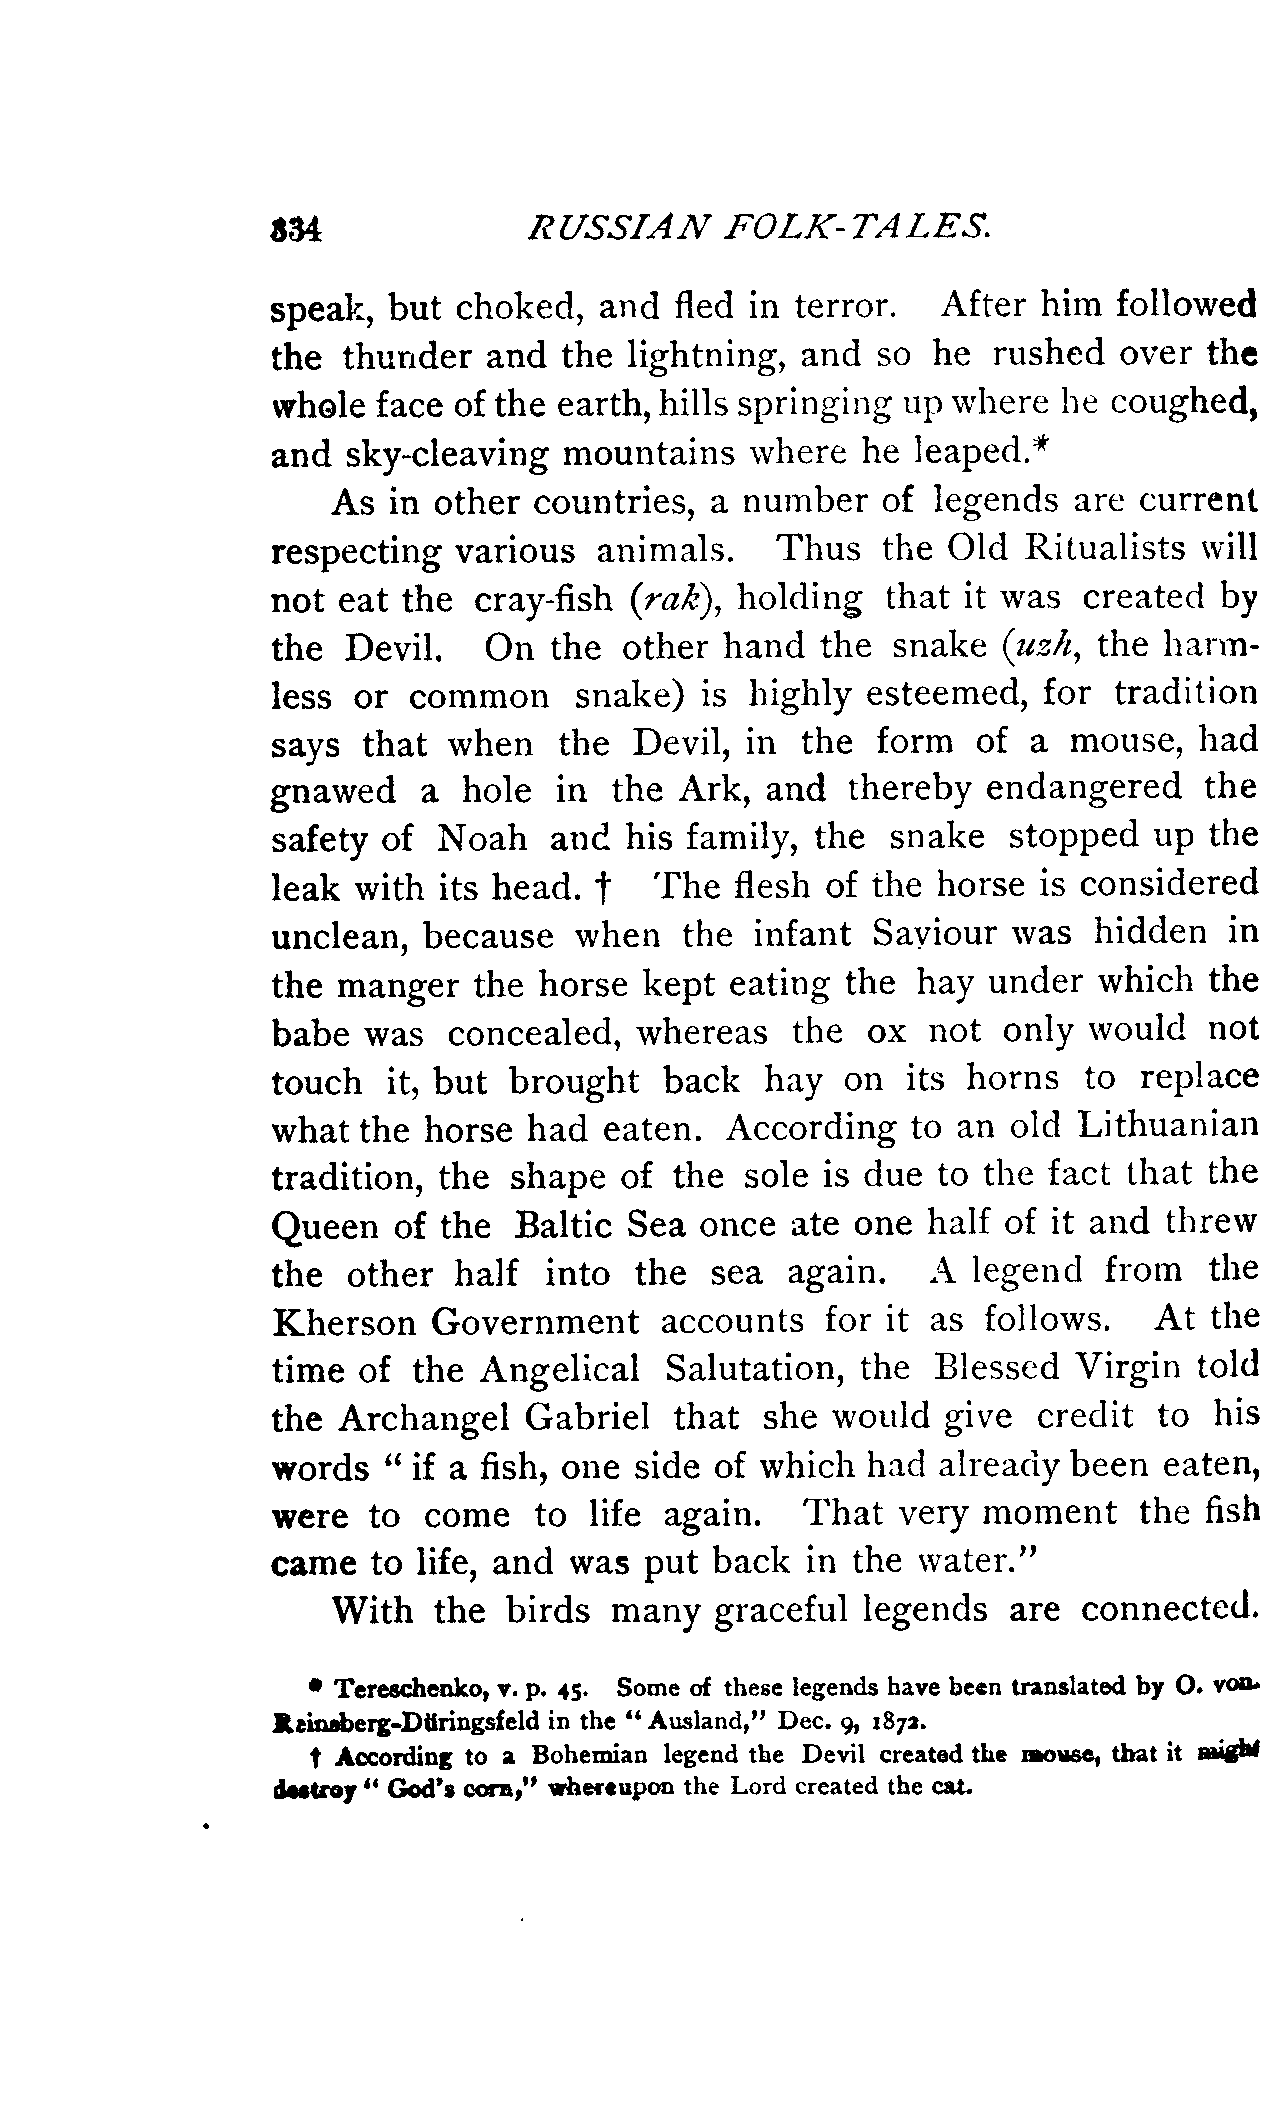 334 RUSSIAN FOLK-TALES.
speak, but choked, and fled in terror. After him followed
the thunder and the lightning, and so he rushed over the
whole face of the earth, hills springing up where he coughed,
and sky-cleaving mountains where he leaped.*
As in other countries, a number of legends are current
respecting various animals. Thus the Old Ritualists will
not eat the cray-fish (rak), holding that it was created by
the Devil. On the other hand the snake (uzh, the harm-
less or common snake) is highly esteemed, for tradition
says that when the Devil, in the form of a mouse, had
gnawed a hole in the Ark, and thereby endangered the
safety of Noah and his family, the snake stopped up the
leak with its head. † The flesh of the horse is considered
unclean, because when the infant Saviour was hidden in
the manger the horse kept eating the hay under which the
babe was concealed, whereas the ox not only would not
touch it, but brought back hay on its horns to replace
what the horse had eaten. According to an old Lithuanian
tradition, the shape of the sole is due to the fact that the
Queen of the Baltic Sea once ate one half of it and threw
the other half into the sea again. A legend from the
Kherson Government accounts for it as follows. At the
time of the Angelical Salutation, the Blessed Virgin told
the Archangel Gabriel that she would give credit to his
words “ if a fish, one side of which had already been eaten,
were to come to life again. That very moment the fish
came to life, and was put back in the water.”
With the birds many graceful legends are connected.
* Tereschenko, v. p. 45. Some of these legends have been translated by O. von-
Reinsberg-Düringsfeld in the “ Ausland,” Dec. 9, 1872.
† According to a Bohemian legend the Devil created the mouse, that it might
destroy “ God’s corn,” whereupon the Lord created the cat.